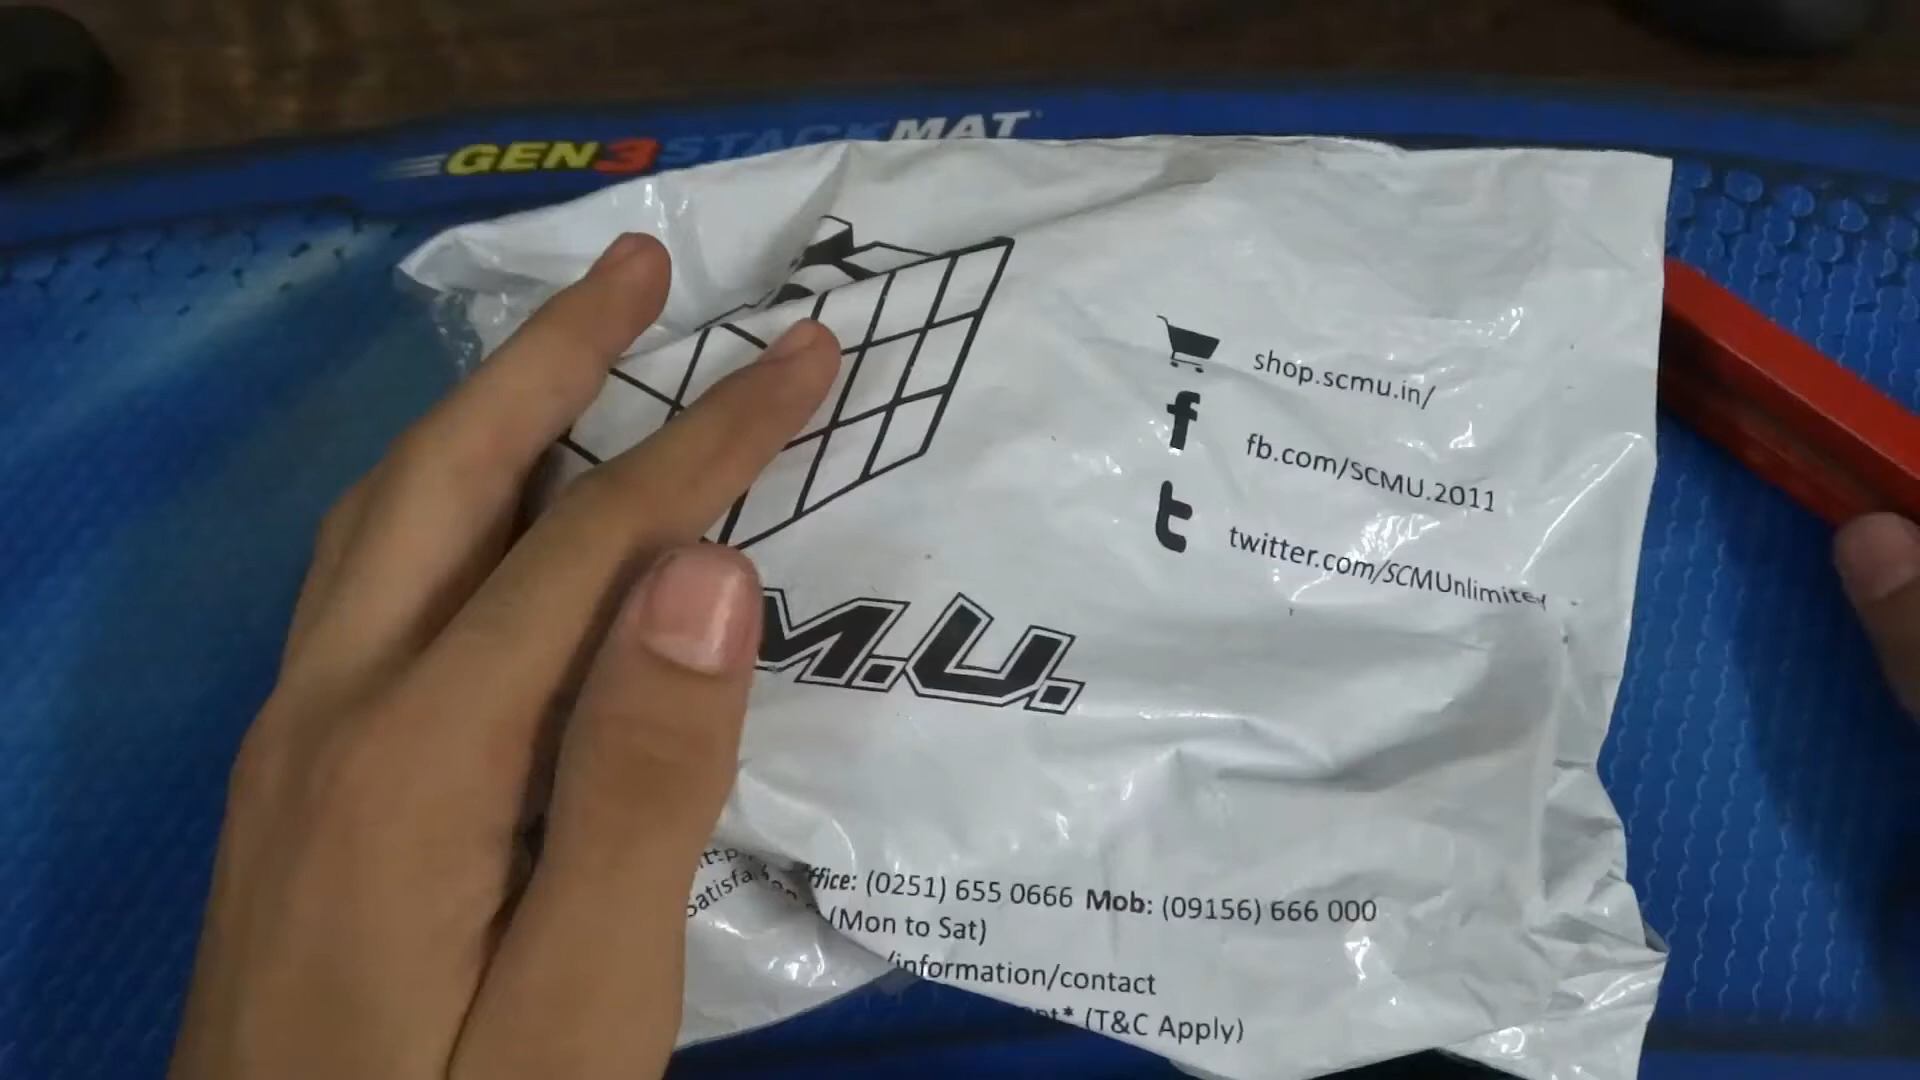 GEN3 STACKMAT
shop.scmu.in/
fb.com/SCMU.2011
twitter.com/SCMUnlimited
M.U.
(0251) 655 0666 Mob: (09156) 666 000
(Mon to Sat)
/information/contact
(T&C Apply)